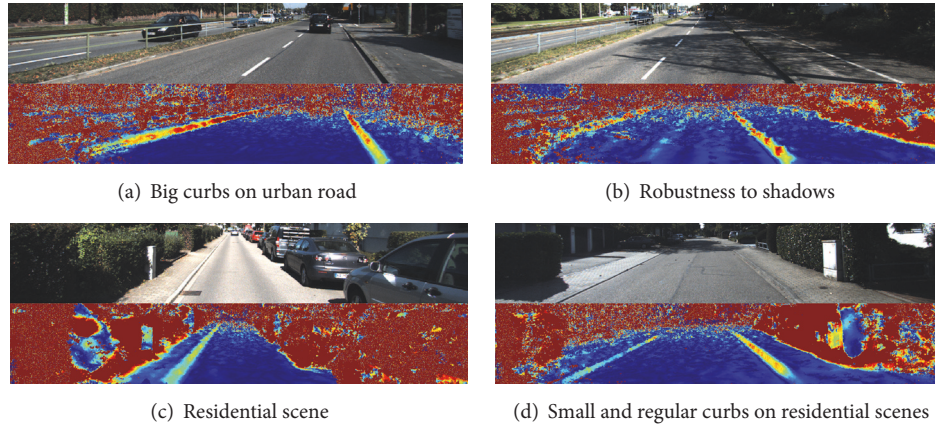 (a) Big curbs on urban road
(b) Robustness to shadows
(c) Residential scene
(d) Small and regular curbs on residential scenes